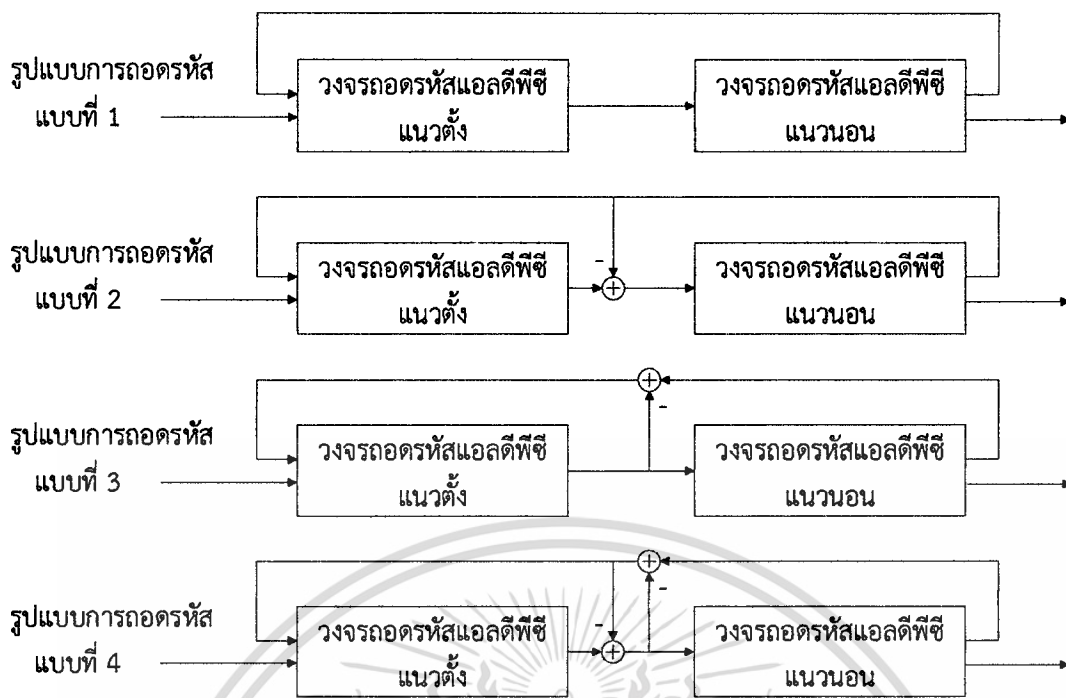 รูปแบบการถอดรหัส
แบบที่ 1
วงจรถอดรหัสแอลดีพีซี
แนวตั้ง
วงจรถอดรหัสแอลดีพีซี
แนวนอน
รูปแบบการถอดรหัส
แบบที่ 2
วงจรถอดรหัสแอลดีพีซี
แนวตั้ง
-
+
วงจรถอดรหัสแอลดีพีซี
แนวนอน
รูปแบบการถอดรหัส
แบบที่ 3
วงจรถอดรหัสแอลดีพีซี
แนวตั้ง
+
-
วงจรถอดรหัสแอลดีพีซี
แนวนอน
รูปแบบการถอดรหัส
แบบที่ 4
วงจรถอดรหัสแอลดีพีซี
แนวตั้ง
-
+
+
-
วงจรถอดรหัสแอลดีพีซี
แนวนอน